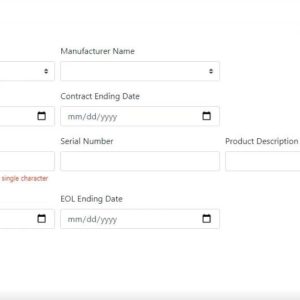 Manufacturer Name
Contract Ending Date
mm/dd/yyyy
Serial Number
Product Description
single character
EOL Ending Date
mm/dd/yyyy